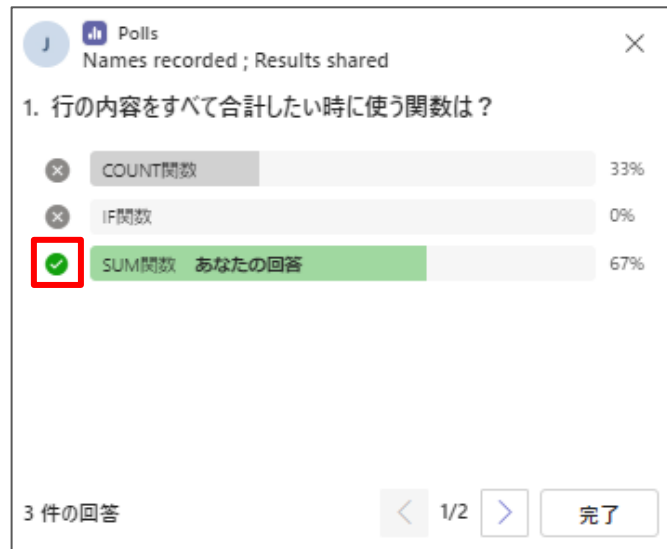 J
Polls
Names recorded ; Results shared
1. 行の内容をすべて合計したい時に使う関数は？
COUNT関数 33%
IF関数 0%
SUM関数 あなたの回答 67%
3 件の回答 1/2 完了